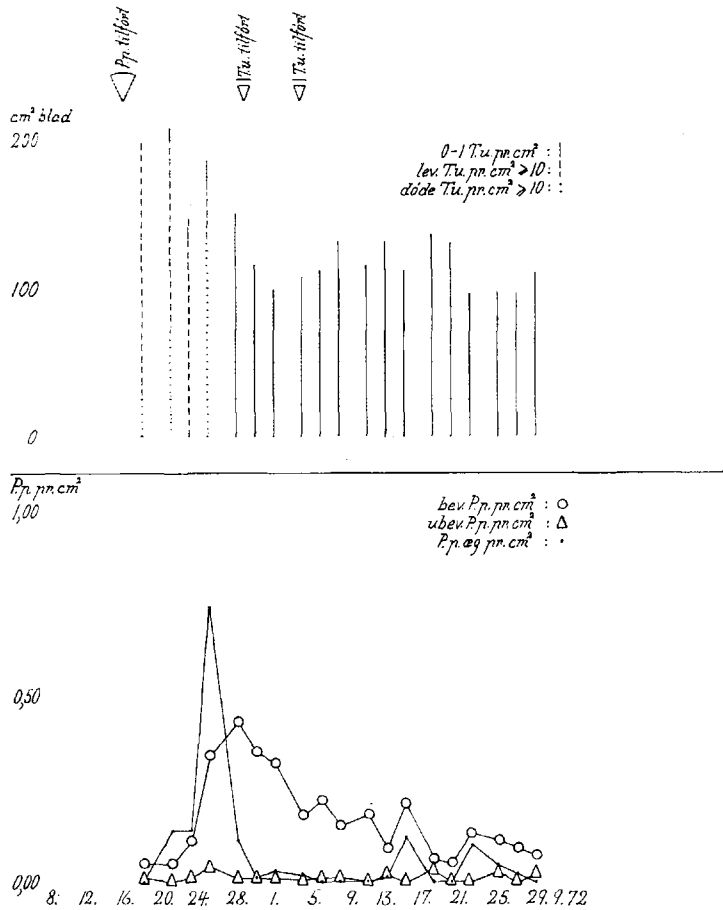 P.p. tilført
T.u. tilført
T.u. tilført
cm² blad
200
0-1 T.u. pr. cm² :
lev. T.u. pr. cm² ≥ 10 :
døde T.u. pr. cm² ≥ 10 :
100
0
P.p. pr. cm²
1,00
bev. P.p. pr. cm² :
ubev. P.p. pr. cm² :
P.p. æg pr. cm² :
0,50
0,00
8. 12. 16. 20. 24. 28. 1. 5. 9. 13. 17. 21. 25. 29. 9. 72